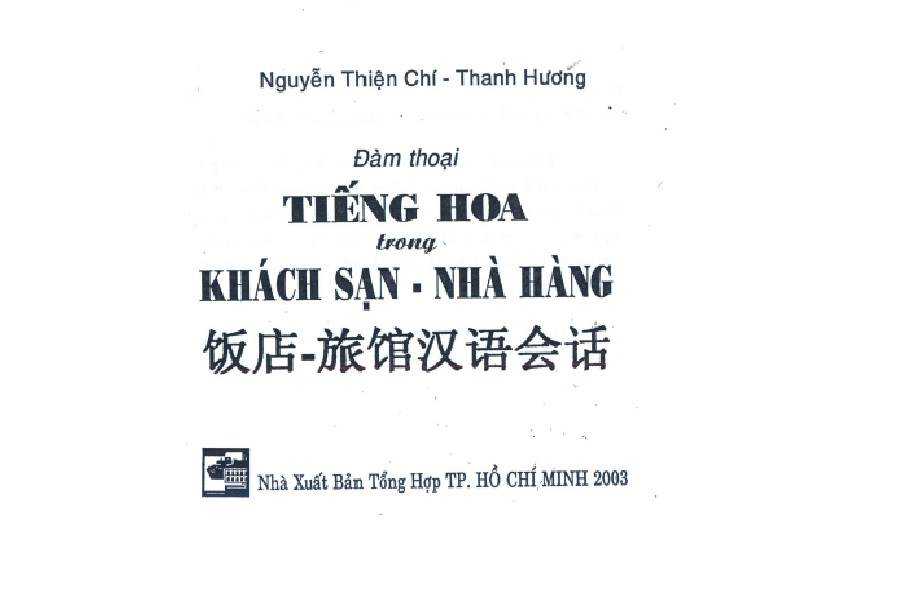 Nguyễn Thiện Chí - Thanh Hương
Đàm thoại
TIẾNG HOA
trong
KHÁCH SẠN - NHÀ HÀNG
饭店-旅馆汉语会话
Nhà Xuất Bản Tổng Hợp TP. HỒ CHÍ MINH 2003